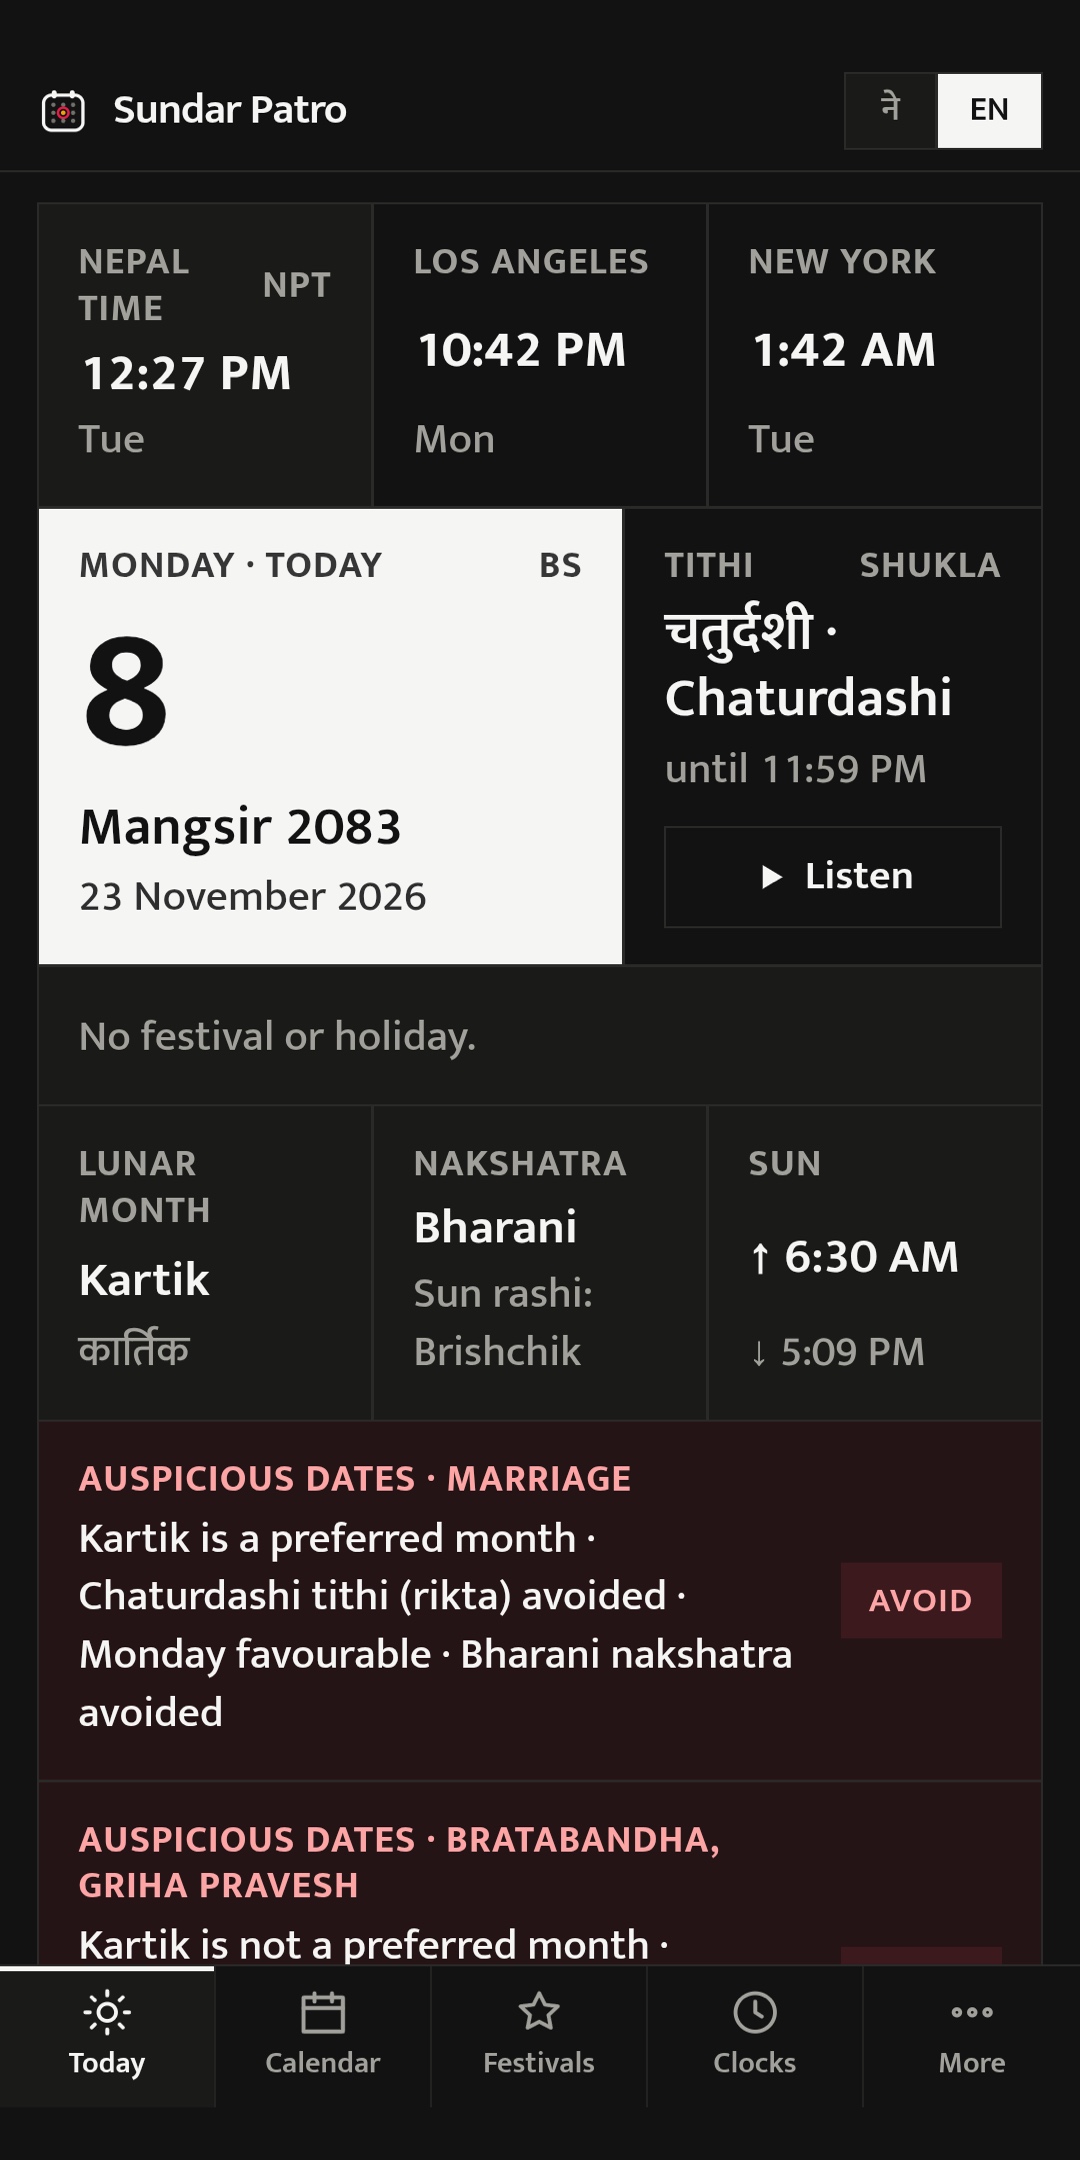 Sundar Patro
ने
EN
NEPAL
TIME
NPT
12:27 PM
Tue
LOS ANGELES
10:42 PM
Mon
NEW YORK
1:42 AM
Tue
MONDAY · TODAY
BS
8
Mangsir 2083
23 November 2026
TITHI
SHUKLA
चतुर्दशी ·
Chaturdashi
until 11:59 PM
▶ Listen
No festival or holiday.
LUNAR
MONTH
Kartik
कार्तिक
NAKSHATRA
Bharani
Sun rashi:
Brishchik
SUN
↑ 6:30 AM
↓ 5:09 PM
AUSPICIOUS DATES · MARRIAGE
Kartik is a preferred month ·
Chaturdashi tithi (rikta) avoided ·
Monday favourable · Bharani nakshatra
avoided
AVOID
AUSPICIOUS DATES · BRATABANDHA,
GRIHA PRAVESH
Kartik is not a preferred month ·
Today
Calendar
Festivals
Clocks
More